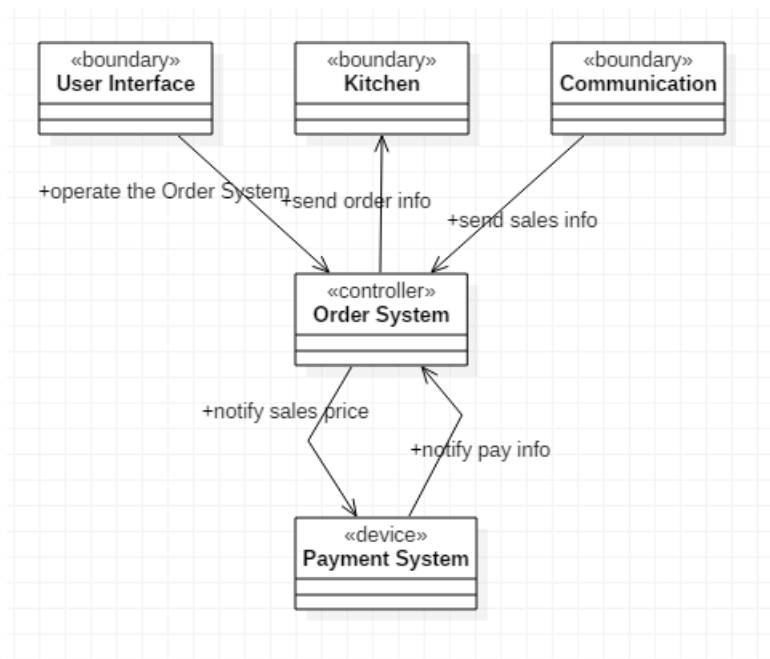 «boundary»
User Interface
«boundary»
Kitchen
«boundary»
Communication
+operate the Order System
+send order info
+send sales info
«controller»
Order System
+notify sales price
+notify pay info
«device»
Payment System